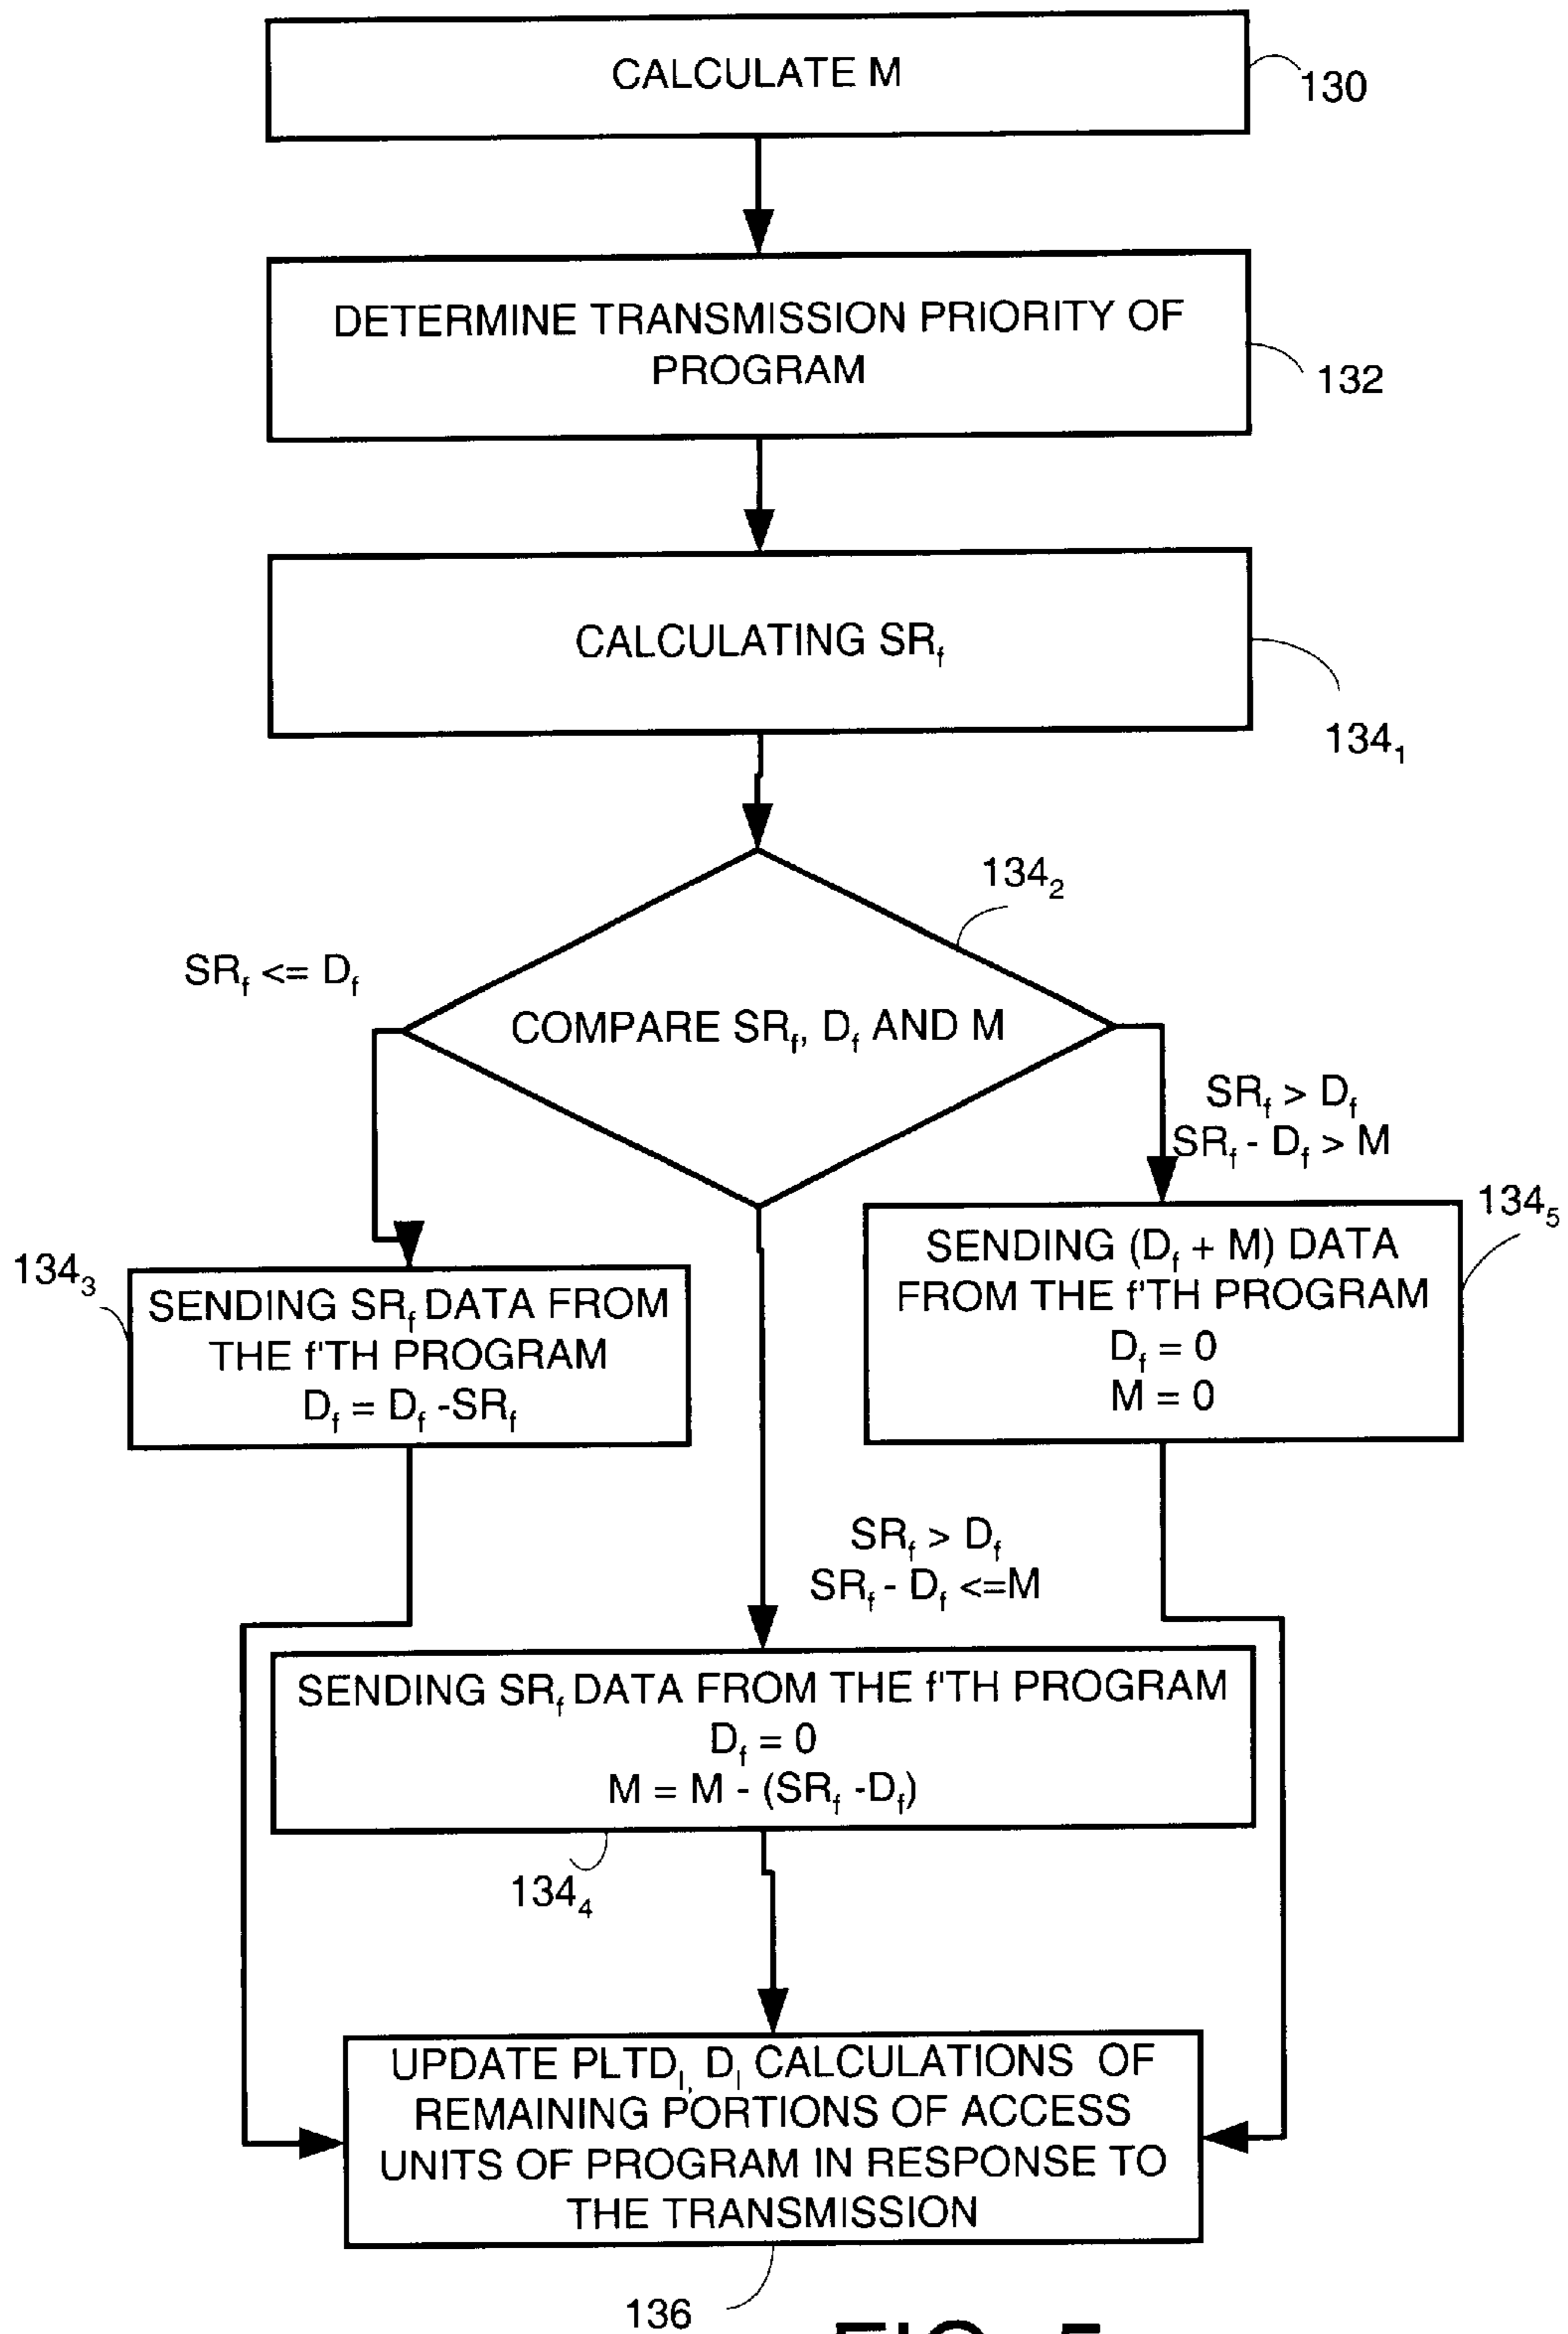 CALCULATE M
130
DETERMINE TRANSMISSION PRIORITY OF
PROGRAM
132
CALCULATING SRf
134₁
134₂
SRf <= Df
COMPARE SRf, Df AND M
SRf > Df
SRf - Df > M
134₅
SENDING (Df + M) DATA
FROM THE f'TH PROGRAM
Df = 0
M = 0
134₃
SENDING SRf DATA FROM
THE f'TH PROGRAM
Df = Df -SRf
SRf > Df
SRf - Df <=M
SENDING SRf DATA FROM THE f'TH PROGRAM
Df = 0
M = M - (SRf -Df)
134₄
UPDATE PLTDI, DI CALCULATIONS OF
REMAINING PORTIONS OF ACCESS
UNITS OF PROGRAM IN RESPONSE TO
THE TRANSMISSION
136